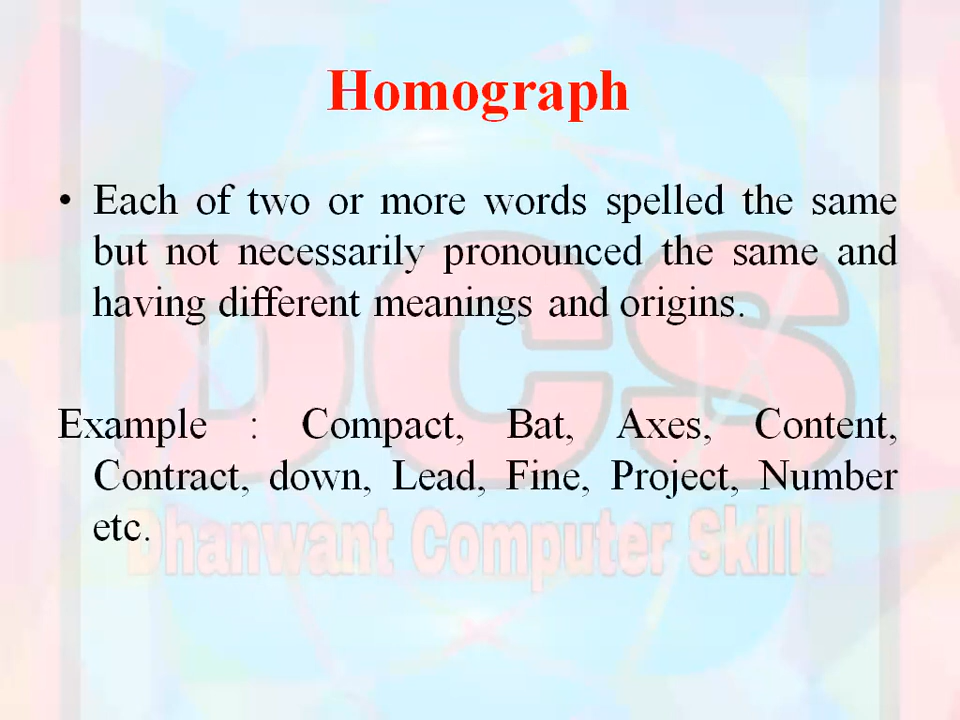 Homograph
• Each of two or more words spelled the same
but not necessarily pronounced the same and
having different meanings and origins.
Example : Compact, Bat, Axes, Content,
Contract, down, Lead, Fine, Project, Number
etc.
DCS
Dhanwant Computer Skills